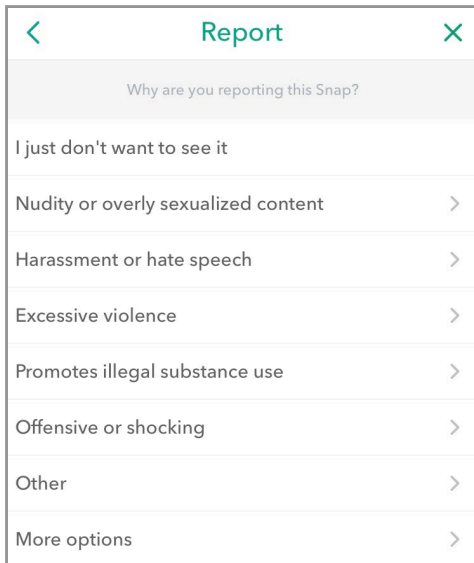 Report
Why are you reporting this Snap?
I just don't want to see it
Nudity or overly sexualized content
Harassment or hate speech
Excessive violence
Promotes illegal substance use
Offensive or shocking
Other
More options